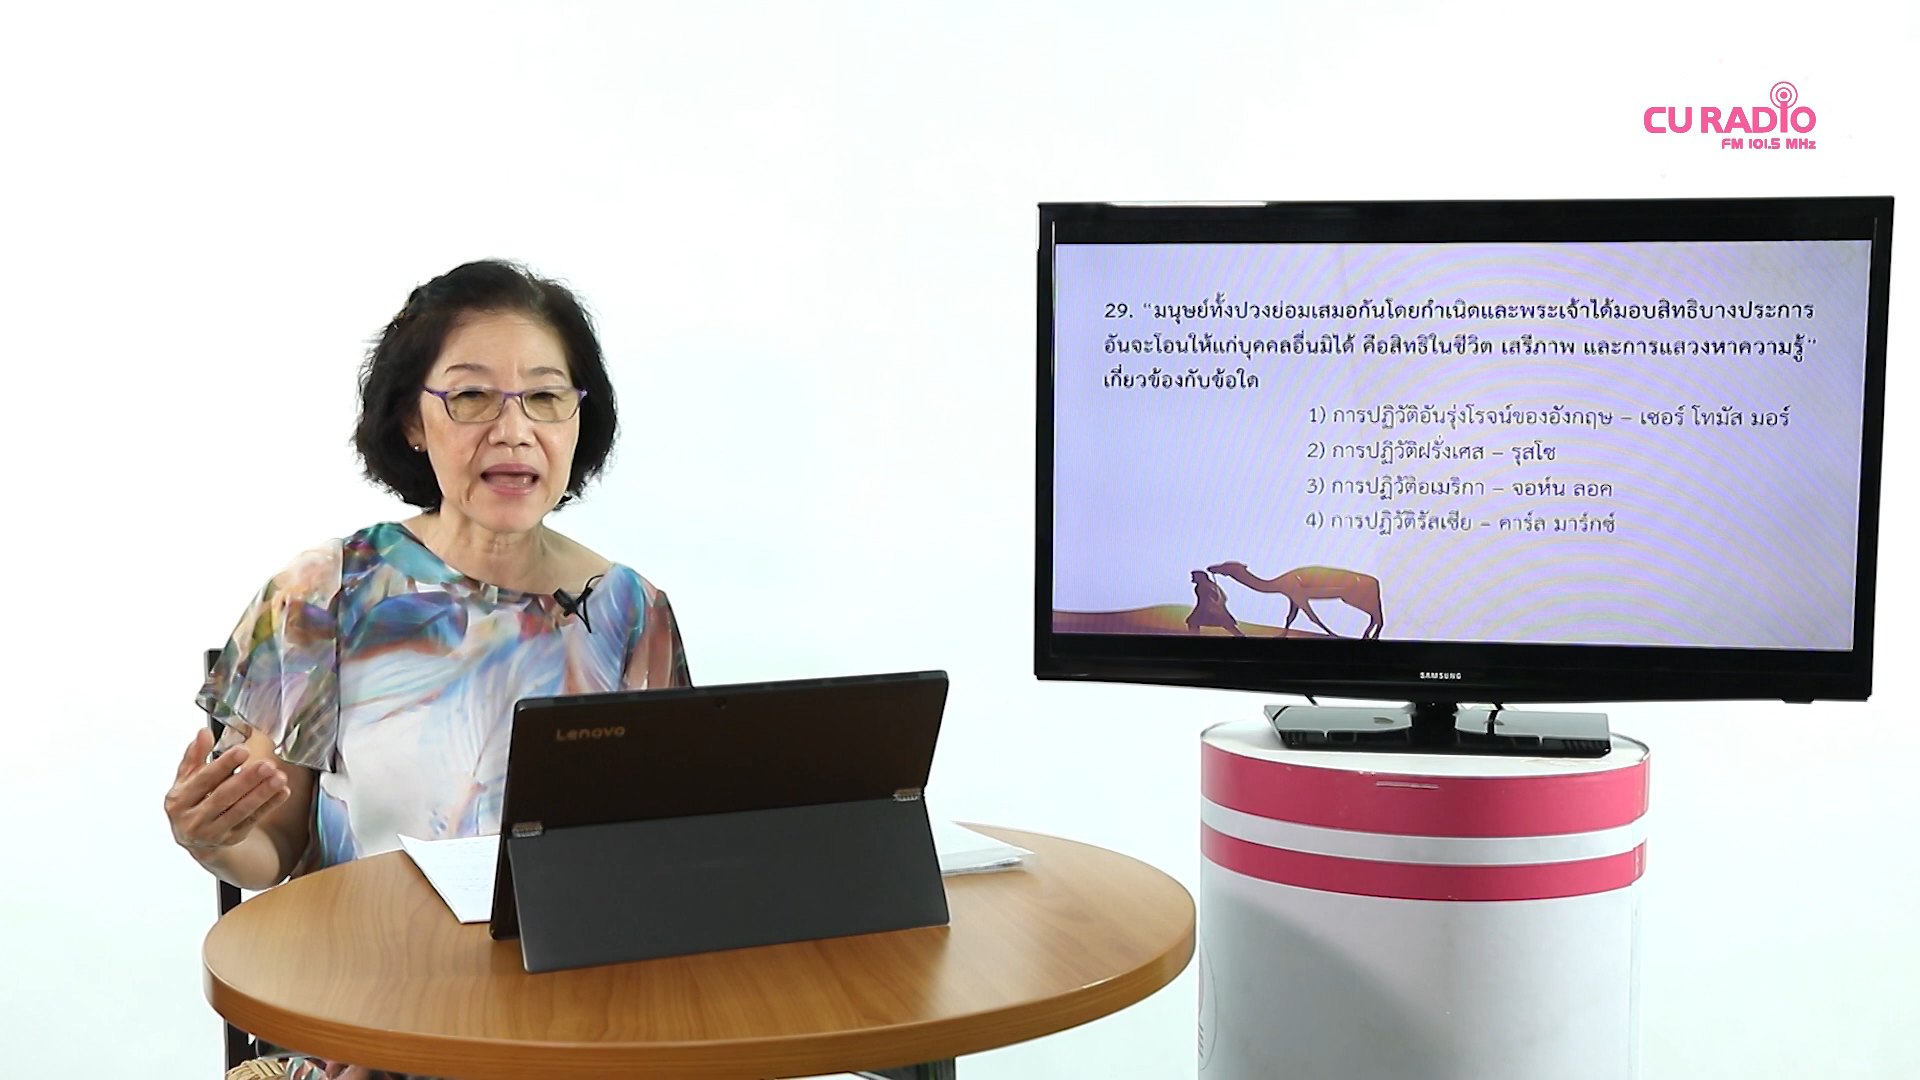 CU RADIO
FM 101.5 MHz
29. “มนุษย์ทั้งปวงย่อมเสมอกันโดยกำเนิดและพระเจ้าได้มอบสิทธิบางประการ
อันจะโอนให้แก่บุคคลอื่นมิได้ คือสิทธิในชีวิต เสรีภาพ และการแสวงหาความรู้”
เกี่ยวข้องกับข้อใด
1) การปฏิวัติอันรุ่งโรจน์ของอังกฤษ – เซอร์ โทมัส มอร์
2) การปฏิวัติฝรั่งเศส – รุสโซ
3) การปฏิวัติอเมริกา – จอห์น ลอค
4) การปฏิวัติรัสเซีย – คาร์ล มาร์กซ์
SAMSUNG
Lenovo